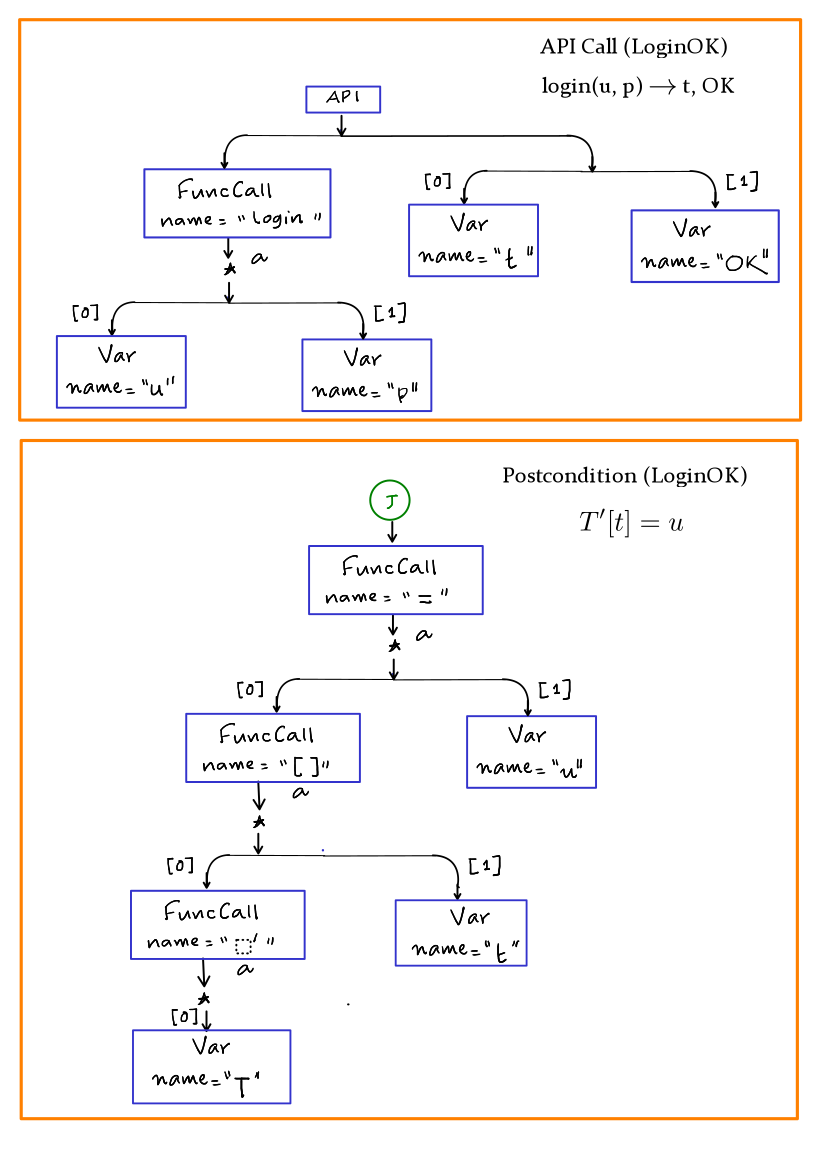 API Call (LoginOK)
login(u, p) → t, OK
API
FuncCall
name = "login"
[0]
[1]
Var
name="t"
Var
name="OK"
a
*
[0]
[1]
Var
name="u"
Var
name="p"
Postcondition (LoginOK)
T′[t] = u
J
FuncCall
name = "="
a
*
[0]
[1]
FuncCall
name = "[ ]"
Var
name="u"
a
*
[0]
[1]
FuncCall
name = "□′"
Var
name="t"
a
*
[0]
Var
name="T"